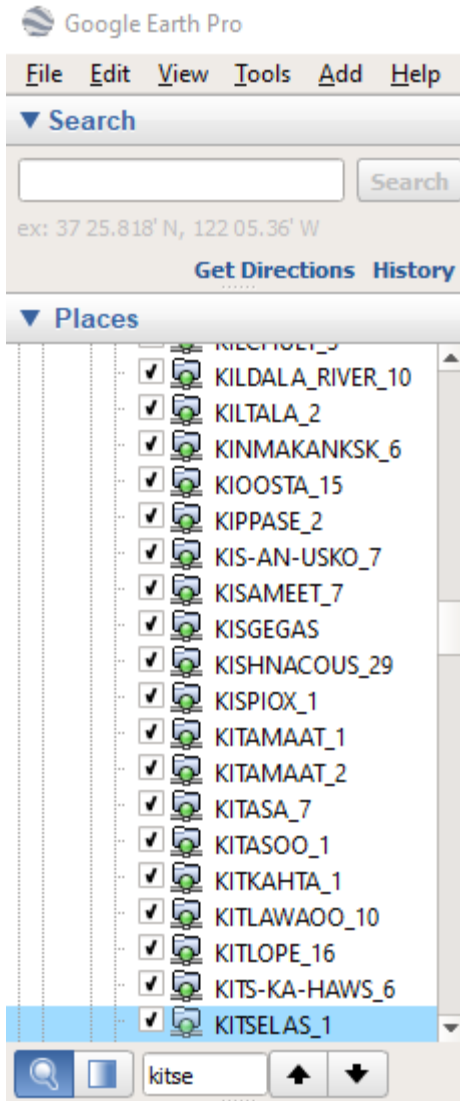 Google Earth Pro
File Edit View Tools Add Help
Search
Search
ex: 37 25.818' N, 122 05.36' W
Get Directions History
Places
KILDALA_RIVER_10
KILTALA_2
KINMAKANKSK_6
KIOOSTA_15
KIPPASE_2
KIS-AN-USKO_7
KISAMEET_7
KISGEGAS
KISHNACOUS_29
KISPIOX_1
KITAMAAT_1
KITAMAAT_2
KITASA_7
KITASOO_1
KITKAHTA_1
KITLAWAOO_10
KITLOPE_16
KITS-KA-HAWS_6
KITSELAS_1
kitse